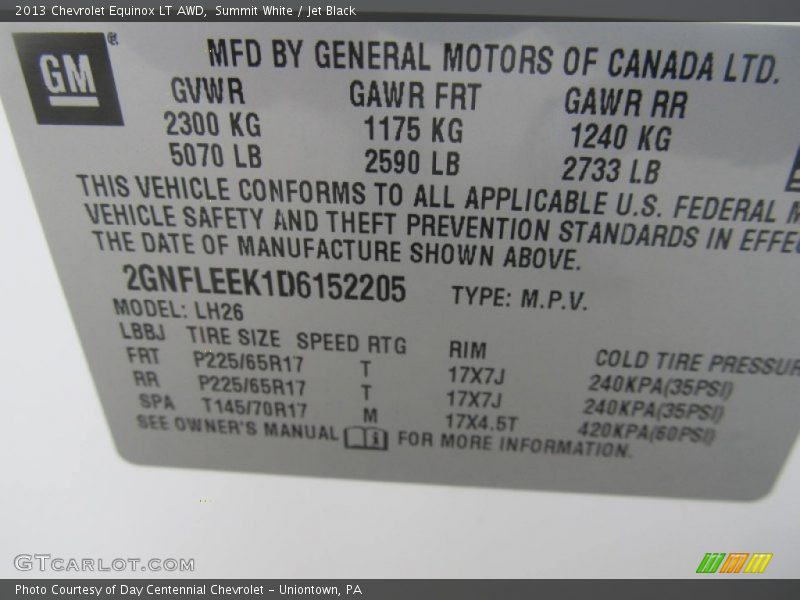 2013 Chevrolet Equinox LT AWD, Summit White / Jet Black
GM ®
MFD BY GENERAL MOTORS OF CANADA LTD.
GVWR GAWR FRT GAWR RR
2300 KG 1175 KG 1240 KG
5070 LB 2590 LB 2733 LB
THIS VEHICLE CONFORMS TO ALL APPLICABLE U.S. FEDERAL M
VEHICLE SAFETY AND THEFT PREVENTION STANDARDS IN EFFE
THE DATE OF MANUFACTURE SHOWN ABOVE.
2GNFLEEK1D6152205 TYPE: M.P.V.
MODEL: LH26
LBBJ TIRE SIZE SPEED RTG RIM COLD TIRE PRESSUR
FRT P225/65R17 T 17X7J 240KPA(35PSI)
RR P225/65R17 T 17X7J 240KPA(35PSI)
SPA T145/70R17 M 17X4.5T 420KPA(60PSI)
SEE OWNER'S MANUAL FOR MORE INFORMATION.
GTCARLOT.COM
Photo Courtesy of Day Centennial Chevrolet - Uniontown, PA